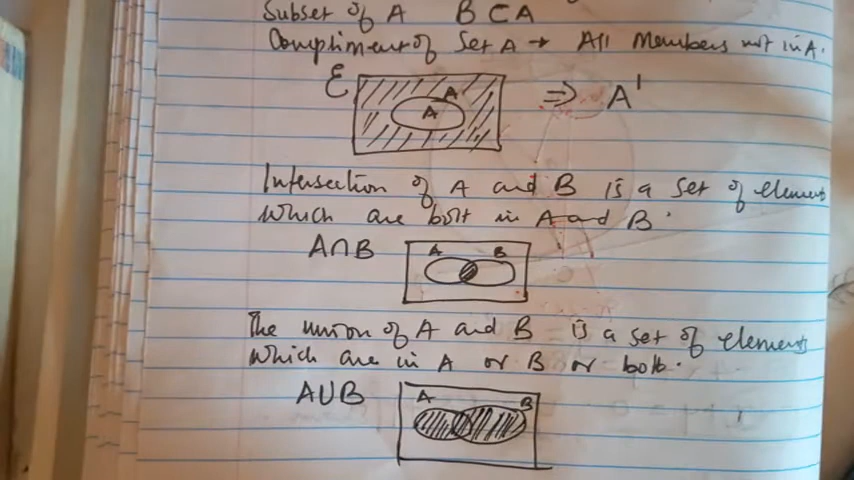 Subset of A B ⊂ A
Compliment of Set A → All Members not in A.
Ɛ A A ⇒ A'
Intersection of A and B is a set of elements
which are both in A and B.
A∩B A B
The union of A and B is a set of elements
which are in A or B or both.
A∪B A B